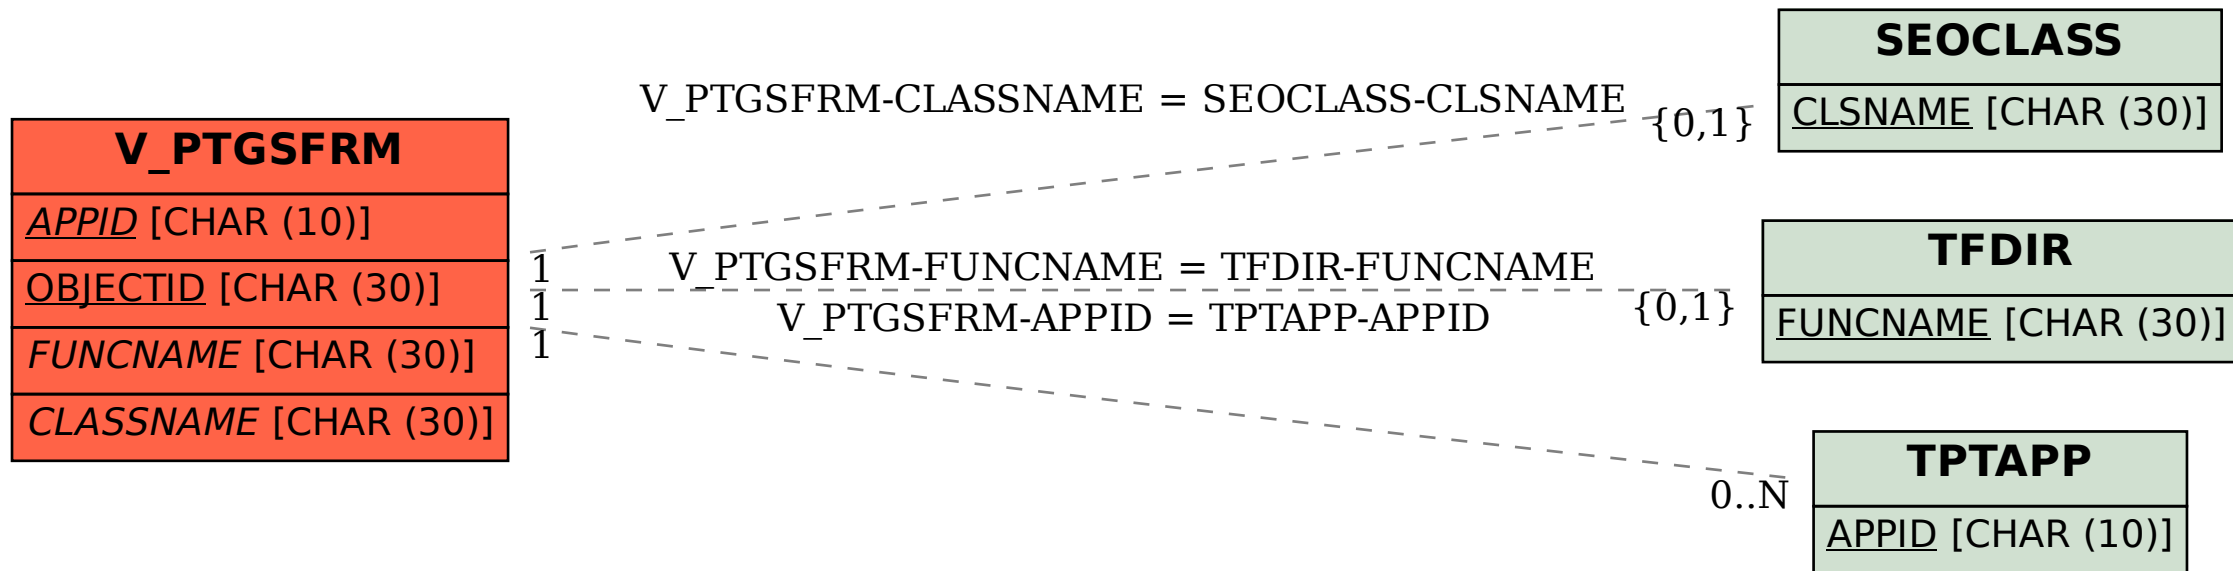 V_PTGSFRM
APPID [CHAR (10)]
OBJECTID [CHAR (30)]
FUNCNAME [CHAR (30)]
CLASSNAME [CHAR (30)]
V_PTGSFRM-CLASSNAME = SEOCLASS-CLSNAME
{0,1}
1
V_PTGSFRM-FUNCNAME = TFDIR-FUNCNAME
{0,1}
1
V_PTGSFRM-APPID = TPTAPP-APPID
0..N
1
SEOCLASS
CLSNAME [CHAR (30)]
TFDIR
FUNCNAME [CHAR (30)]
TPTAPP
APPID [CHAR (10)]